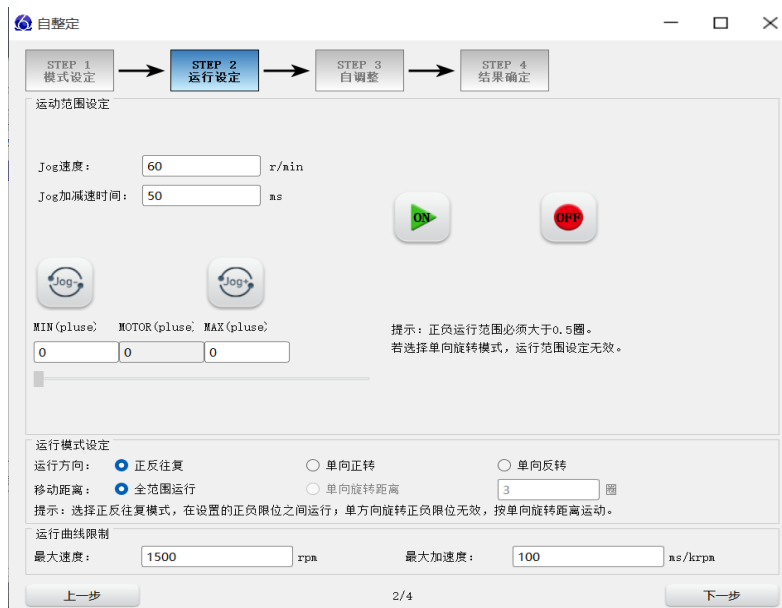 自整定
STEP 1 STEP 2 STEP 3 STEP 4
模式设定 运行设定 自调整 结果确定
运动范围设定
Jog速度： 60 r/min
Jog加减速时间： 50 ms
ON OFF
Jog- Jog+
MIN(pluse) MOTOR(pluse) MAX(pluse)
0 0 0
提示：正负运行范围必须大于0.5圈。
若选择单向旋转模式，运行范围设定无效。
运行模式设定
运行方向： 正反往复 单向正转 单向反转
移动距离： 全范围运行 单向旋转距离 3 圈
提示：选择正反往复模式，在设置的正负限位之间运行；单方向旋转正负限位无效，按单向旋转距离运动。
运行曲线限制
最大速度： 1500 rpm 最大加速度： 100 ms/krpm
上一步 2/4 下一步